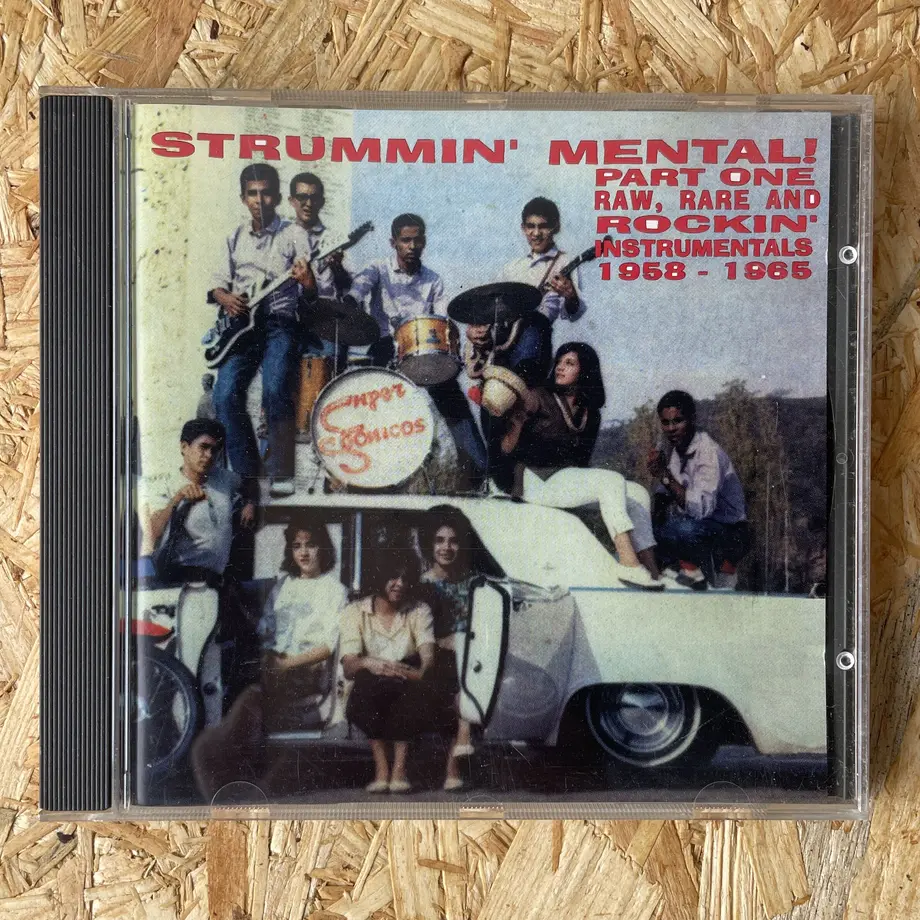 STRUMMIN' MENTAL!
PART ONE
RAW, RARE AND
ROCKIN'
INSTRUMENTALS
1958 - 1965
Super
Sonicos